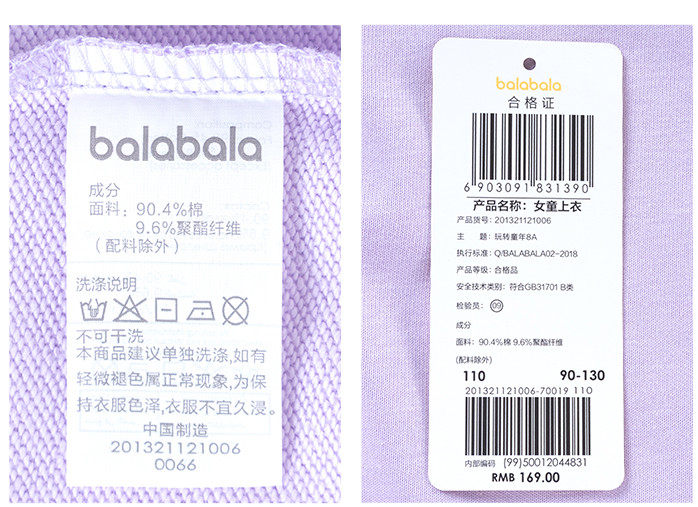 balabala
成分
面料: 90.4%棉
9.6%聚酯纤维
(配料除外)
洗涤说明
不可干洗
本商品建议单独洗涤,如有
轻微褪色属正常现象,为保
持衣服色泽,衣服不宜久浸。
中国制造
201321121006
0066
balabala
合格证
6 903091 831390
产品名称: 女童上衣
产品货号: 201321121006
主 题: 玩转童年8A
执行标准: Q/BALABALA02-2018
产品等级: 合格品
安全技术类别: 符合GB31701 B类
检验员: 09
成分
面料: 90.4%棉 9.6%聚酯纤维
(配料除外)
110 90-130
201321121006-70019 110
内部编码 (99)50012044831
RMB 169.00